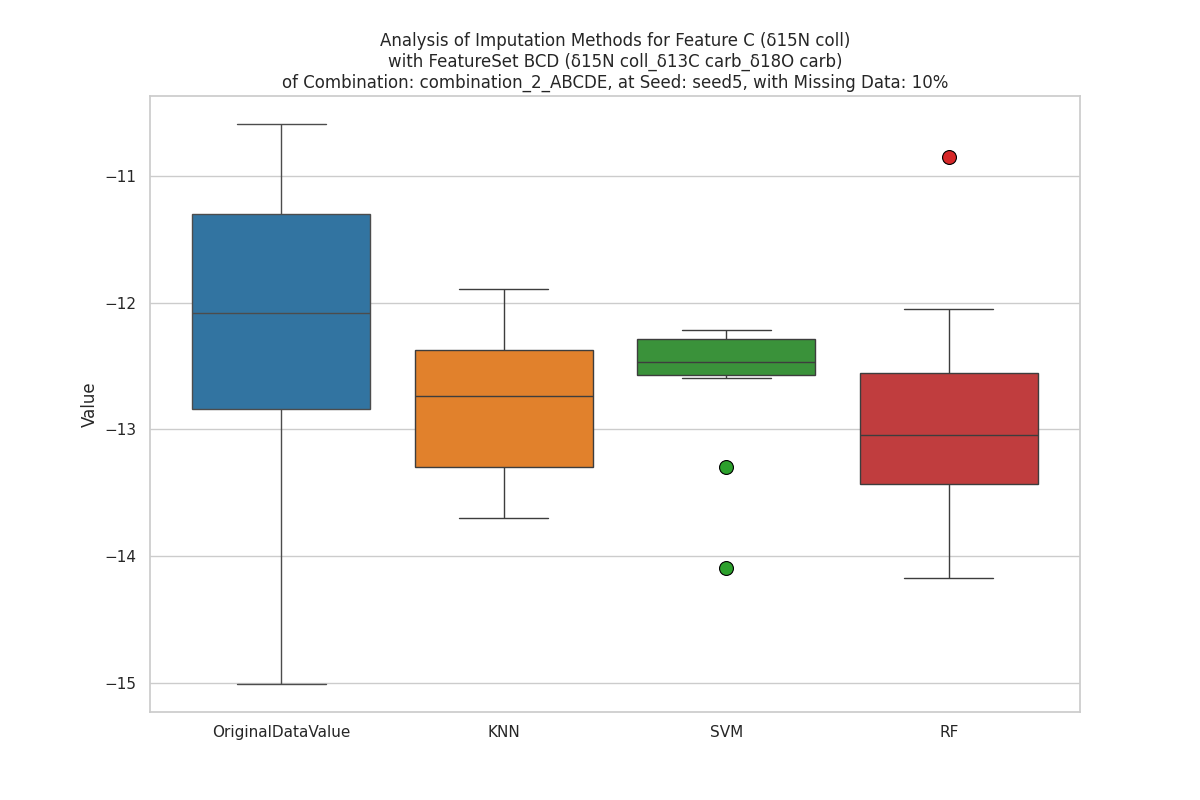 Analysis of Imputation Methods for Feature C (δ15N coll)
with FeatureSet BCD (δ15N coll_δ13C carb_δ18O carb)
of Combination: combination_2_ABCDE, at Seed: seed5, with Missing Data: 10%
−11
−12
−13
−14
−15
Value
OriginalDataValue
KNN
SVM
RF